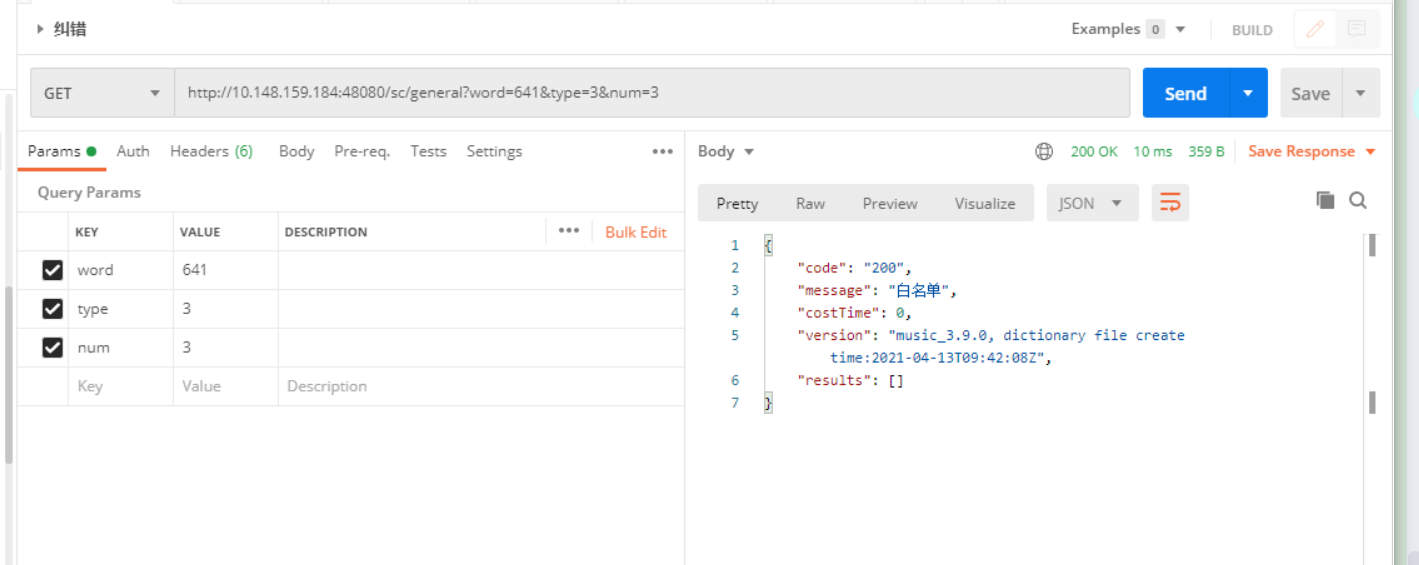 纠错
Examples 0
BUILD
GET
http://10.148.159.184:48080/sc/general?word=641&type=3&num=3
Send
Save
Params
Auth
Headers (6)
Body
Pre-req.
Tests
Settings
Query Params
KEY VALUE DESCRIPTION
Bulk Edit
word 641
type 3
num 3
Key Value Description
Body
200 OK 10 ms 359 B
Save Response
Pretty Raw Preview Visualize JSON
1 {
2 "code": "200",
3 "message": "白名单",
4 "costTime": 0,
5 "version": "music_3.9.0, dictionary file create
time:2021-04-13T09:42:08Z",
6 "results": []
7 }